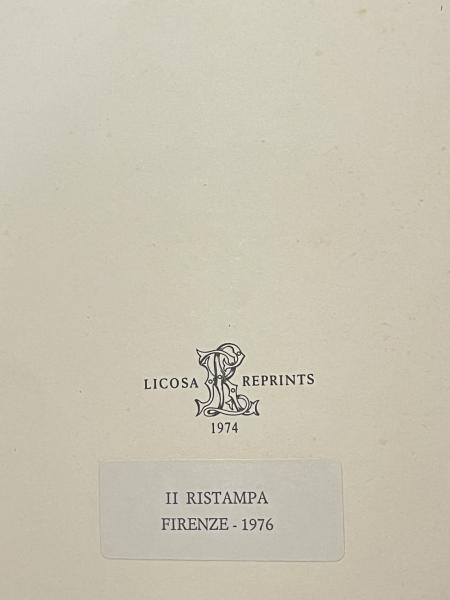 LICOSA REPRINTS
1974
II RISTAMPA
FIRENZE - 1976